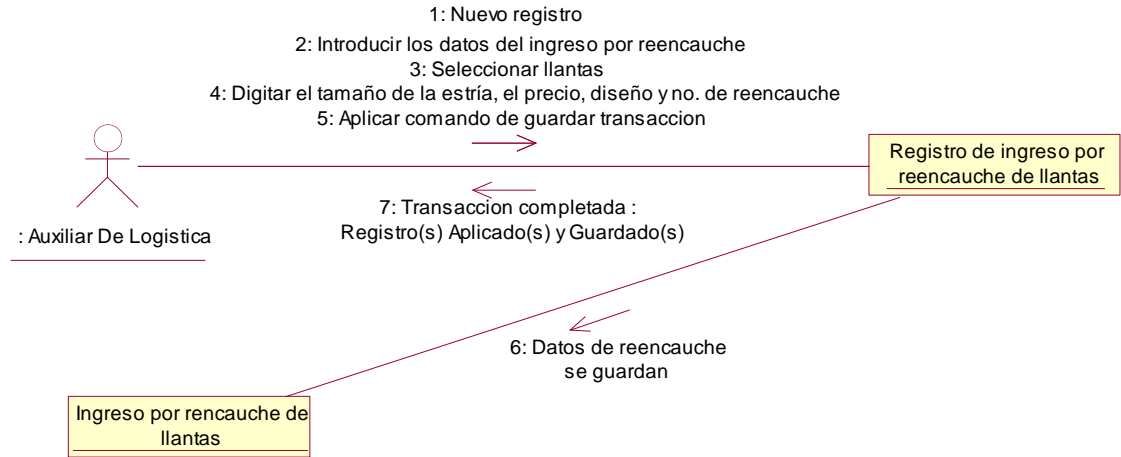 1: Nuevo registro
2: Introducir los datos del ingreso por reencauche
3: Seleccionar llantas
4: Digitar el tamaño de la estría, el precio, diseño y no. de reencauche
5: Aplicar comando de guardar transaccion
Registro de ingreso por
reencauche de llantas
7: Transaccion completada :
Registro(s) Aplicado(s) y Guardado(s)
: Auxiliar De Logistica
6: Datos de reencauche
se guardan
Ingreso por rencauche de
llantas